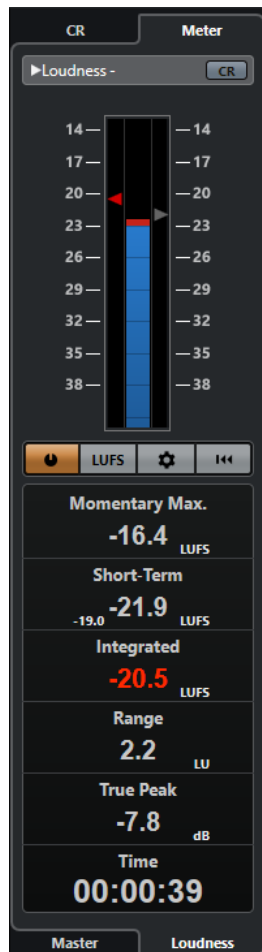 CR Meter
▶Loudness - CR
14 14
17 17
20 20
23 23
26 26
29 29
32 32
35 35
38 38
LUFS
Momentary Max.
-16.4 LUFS
Short-Term
-19.0 -21.9 LUFS
Integrated
-20.5 LUFS
Range
2.2 LU
True Peak
-7.8 dB
Time
00:00:39
Master Loudness